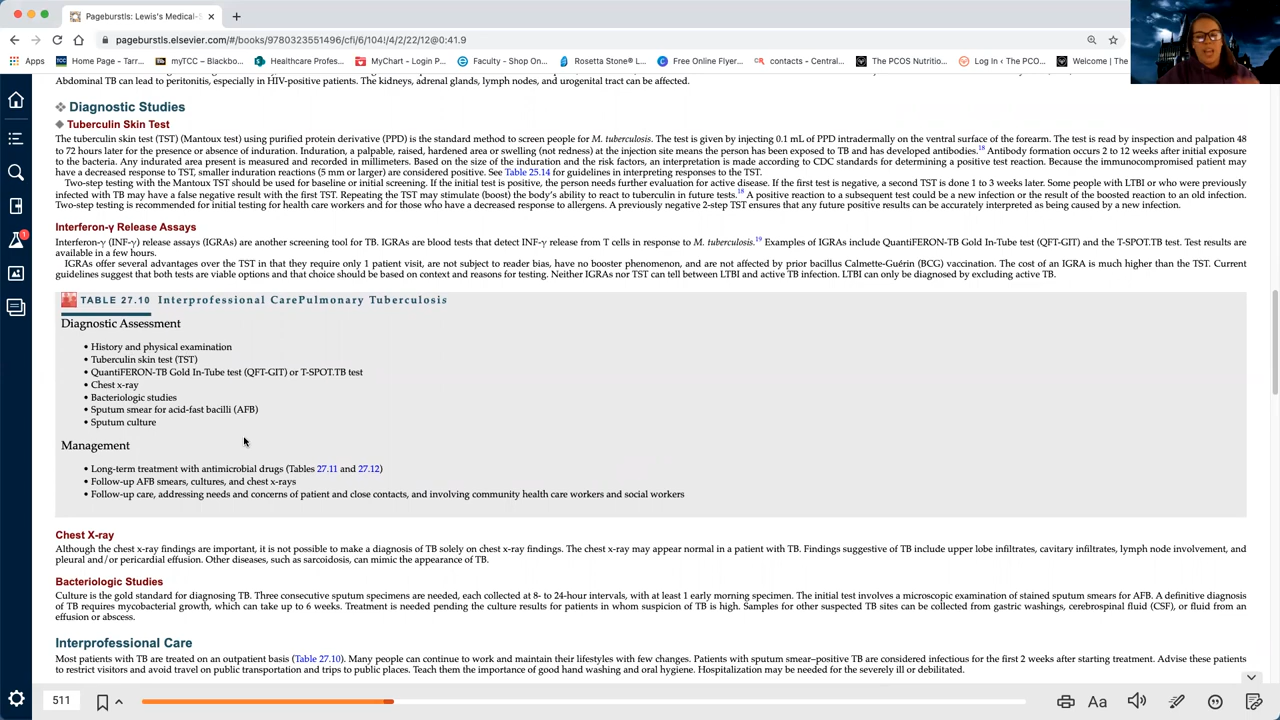 Pageburstls: Lewis's Medical-S
pageburstls.elsevier.com/#/books/9780323551496/cfi/6/104!/4/2/22/12@0:41.9
Apps
TCC Home - Tarr...
myTCC – Blackbo...
Healthcare Profes...
MyChart - Login P...
Faculty - Shop On...
Rosetta Stone® L...
Free Online Flyer...
contacts - Central...
The PCOS Nutritio...
Log In ‹ The PCO...
Welcome | The
Abdominal TB can lead to peritonitis, especially in HIV-positive patients. The kidneys, adrenal glands, lymph nodes, and urogenital tract can be affected.
Diagnostic Studies
Tuberculin Skin Test
The tuberculin skin test (TST) (Mantoux test) using purified protein derivative (PPD) is the standard method to screen people for M. tuberculosis. The test is given by injecting 0.1 mL of PPD intradermally on the ventral surface of the forearm. The test is read by inspection and palpation 48
to 72 hours later for the presence or absence of induration. Induration, a palpable, raised, hardened area or swelling (not redness) at the injection site means the person has been exposed to TB and has developed antibodies.18 Antibody formation occurs 2 to 12 weeks after initial exposure
to the bacteria. Any indurated area present is measured and recorded in millimeters. Based on the size of the induration and the risk factors, an interpretation is made according to CDC standards for determining a positive test reaction. Because the immunocompromised patient may
have a decreased response to TST, smaller induration reactions (5 mm or larger) are considered positive. See Table 25.14 for guidelines in interpreting responses to the TST.
Two-step testing with the Mantoux TST should be used for baseline or initial screening. If the initial test is positive, the person needs further evaluation for active disease. If the first test is negative, a second TST is done 1 to 3 weeks later. Some people with LTBI or who were previously
infected with TB may have a false negative result with the first TST. Repeating the TST may stimulate (boost) the body's ability to react to tuberculin in future tests.18 A positive reaction to a subsequent test could be a new infection or the result of the boosted reaction to an old infection.
Two-step testing is recommended for initial testing for health care workers and for those who have a decreased response to allergens. A previously negative 2-step TST ensures that any future positive results can be accurately interpreted as being caused by a new infection.
Interferon-γ Release Assays
Interferon-γ (INF-γ) release assays (IGRAs) are another screening tool for TB. IGRAs are blood tests that detect INF-γ release from T cells in response to M. tuberculosis.19 Examples of IGRAs include QuantiFERON-TB Gold In-Tube test (QFT-GIT) and the T-SPOT.TB test. Test results are
available in a few hours.
IGRAs offer several advantages over the TST in that they require only 1 patient visit, are not subject to reader bias, have no booster phenomenon, and are not affected by prior bacillus Calmette-Guérin (BCG) vaccination. The cost of an IGRA is much higher than the TST. Current
guidelines suggest that both tests are viable options and that choice should be based on context and reasons for testing. Neither IGRAs nor TST can tell between LTBI and active TB infection. LTBI can only be diagnosed by excluding active TB.
TABLE 27.10 Interprofessional CarePulmonary Tuberculosis
Diagnostic Assessment
• History and physical examination
• Tuberculin skin test (TST)
• QuantiFERON-TB Gold In-Tube test (QFT-GIT) or T-SPOT.TB test
• Chest x-ray
• Bacteriologic studies
• Sputum smear for acid-fast bacilli (AFB)
• Sputum culture
Management
• Long-term treatment with antimicrobial drugs (Tables 27.11 and 27.12)
• Follow-up AFB smears, cultures, and chest x-rays
• Follow-up care, addressing needs and concerns of patient and close contacts, and involving community health care workers and social workers
Chest X-ray
Although the chest x-ray findings are important, it is not possible to make a diagnosis of TB solely on chest x-ray findings. The chest x-ray may appear normal in a patient with TB. Findings suggestive of TB include upper lobe infiltrates, cavitary infiltrates, lymph node involvement, and
pleural and/or pericardial effusion. Other diseases, such as sarcoidosis, can mimic the appearance of TB.
Bacteriologic Studies
Culture is the gold standard for diagnosing TB. Three consecutive sputum specimens are needed, each collected at 8- to 24-hour intervals, with at least 1 early morning specimen. The initial test involves a microscopic examination of stained sputum smears for AFB. A definitive diagnosis
of TB requires mycobacterial growth, which can take up to 6 weeks. Treatment is needed pending the culture results for patients in whom suspicion of TB is high. Samples for other suspected TB sites can be collected from gastric washings, cerebrospinal fluid (CSF), or fluid from an
effusion or abscess.
Interprofessional Care
Most patients with TB are treated on an outpatient basis (Table 27.10). Many people can continue to work and maintain their lifestyles with few changes. Patients with sputum smear–positive TB are considered infectious for the first 2 weeks after starting treatment. Advise these patients
to restrict visitors and avoid travel on public transportation and trips to public places. Teach them the importance of good hand washing and oral hygiene. Hospitalization may be needed for the severely ill or debilitated.
1
511
Aa